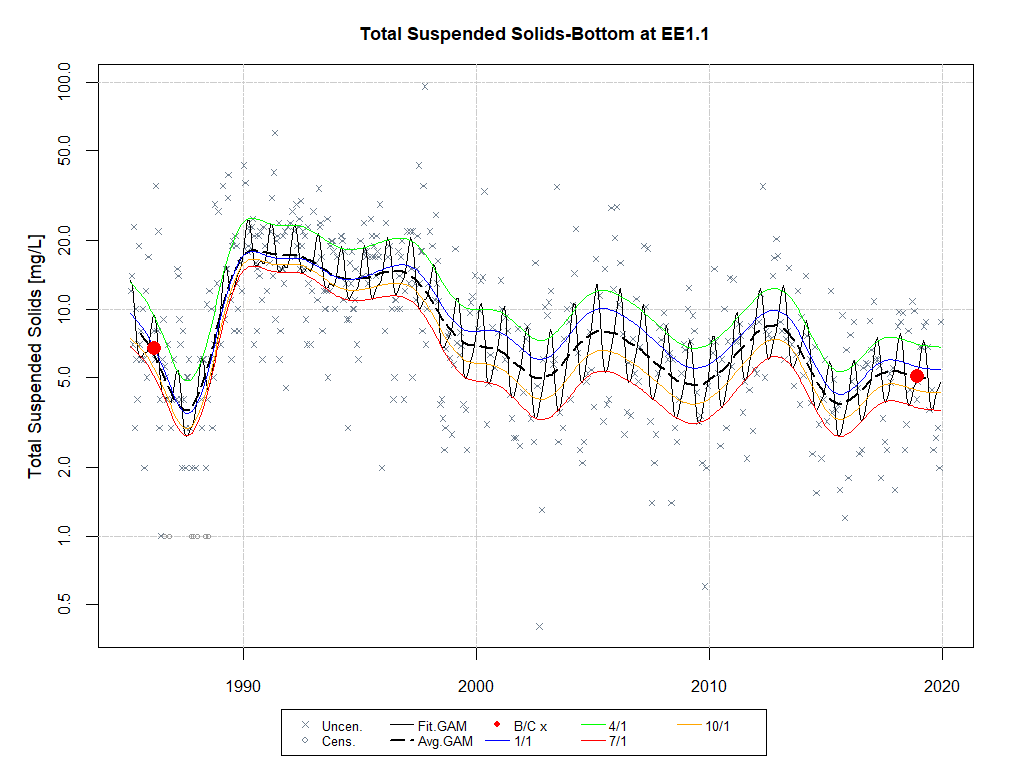 Total Suspended Solids-Bottom at EE1.1
Total Suspended Solids [mg/L]
100.0
50.0
20.0
10.0
5.0
2.0
1.0
0.5
1990 2000 2010 2020
Uncen. Fit.GAM B/C x 4/1 10/1
Cens. Avg.GAM 1/1 7/1